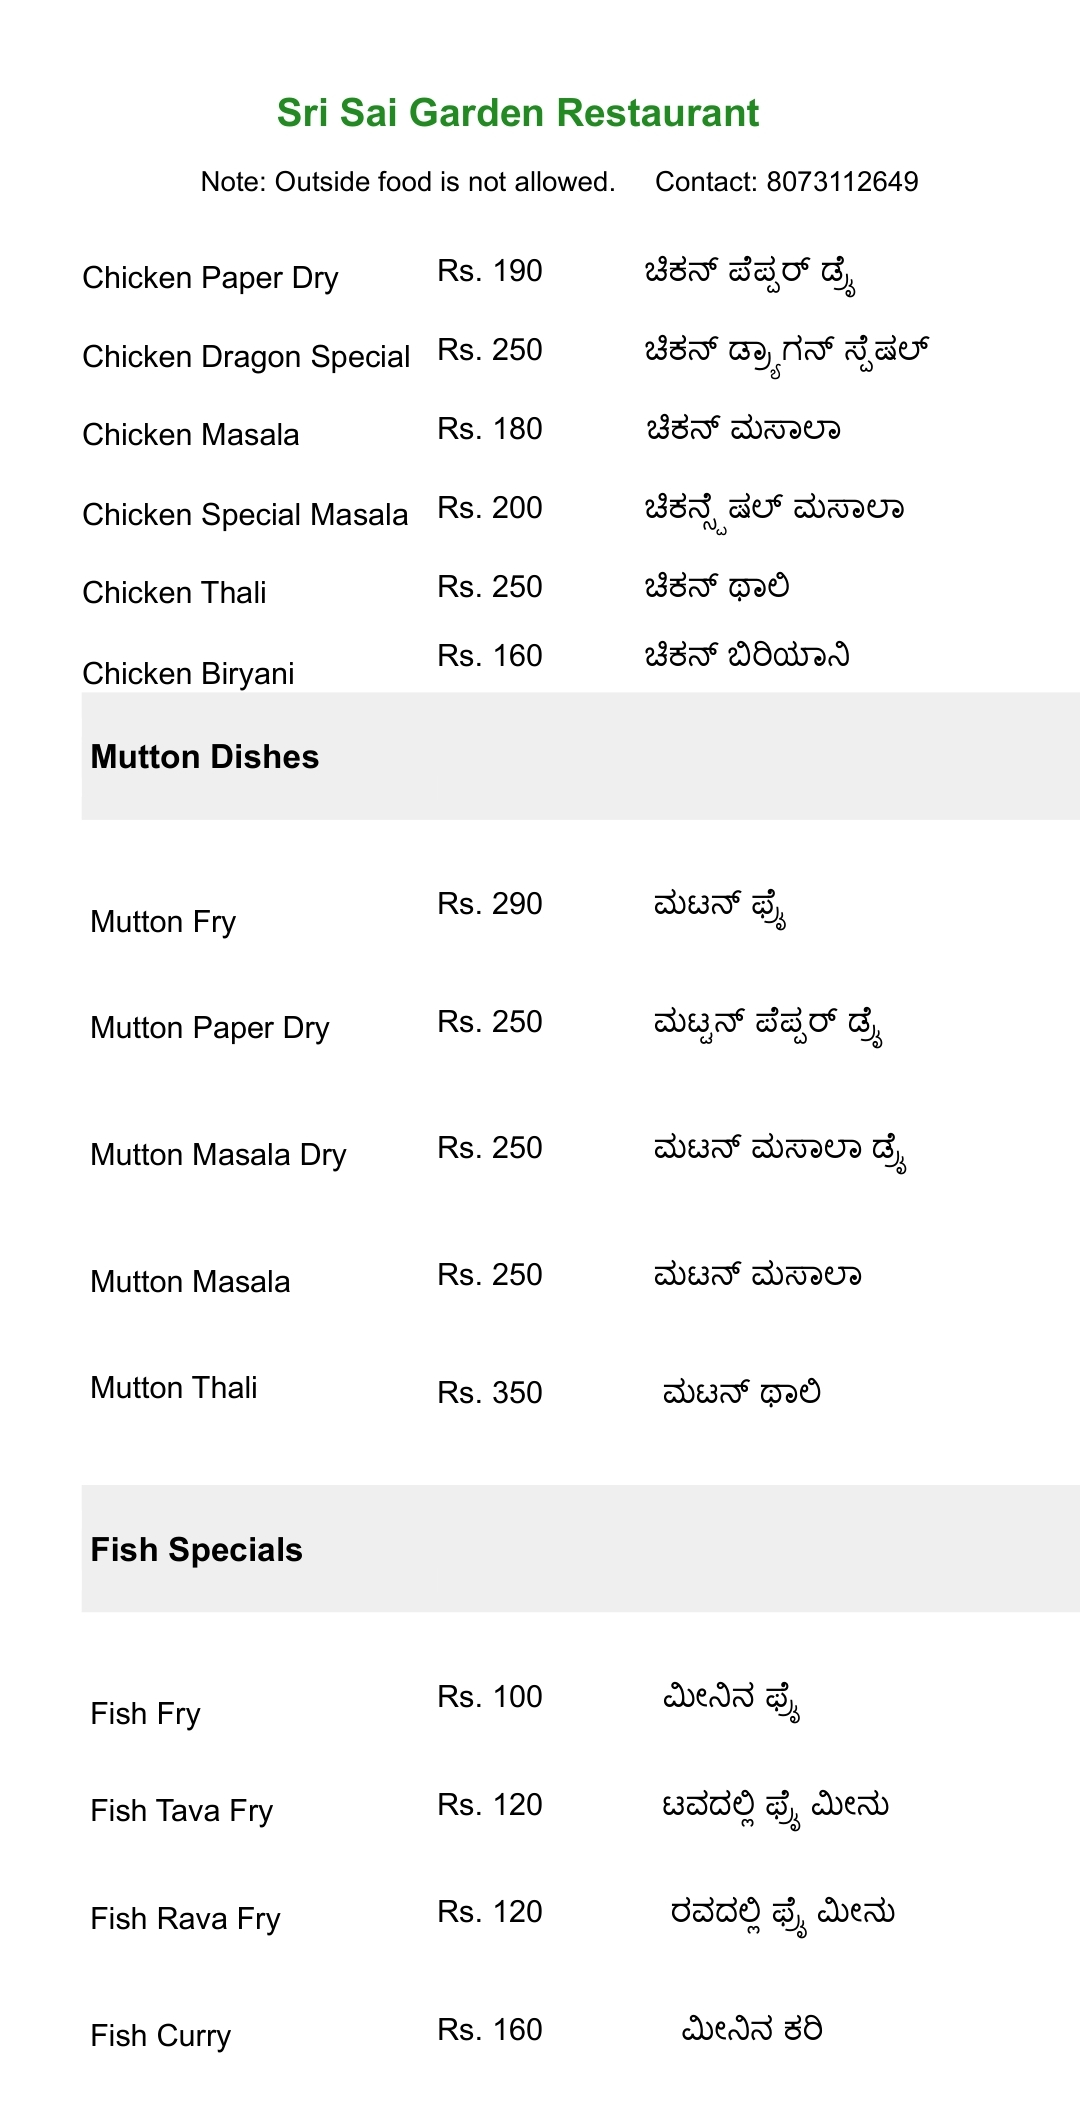 Sri Sai Garden Restaurant
Note: Outside food is not allowed. Contact: 8073112649
Chicken Paper Dry Rs. 190 ಚಿಕನ್ ಪೆಪ್ಪರ್ ಡ್ರೈ
Chicken Dragon Special Rs. 250 ಚಿಕನ್ ಡ್ರ್ಯಾಗನ್ ಸ್ಪೆಷಲ್
Chicken Masala Rs. 180 ಚಿಕನ್ ಮಸಾಲಾ
Chicken Special Masala Rs. 200 ಚಿಕನ್ಸ್ಪೆಷಲ್ ಮಸಾಲಾ
Chicken Thali Rs. 250 ಚಿಕನ್ ಥಾಲಿ
Chicken Biryani Rs. 160 ಚಿಕನ್ ಬಿರಿಯಾನಿ
Mutton Dishes
Mutton Fry Rs. 290 ಮಟನ್ ಫ್ರೈ
Mutton Paper Dry Rs. 250 ಮಟ್ಟನ್ ಪೆಪ್ಪರ್ ಡ್ರೈ
Mutton Masala Dry Rs. 250 ಮಟನ್ ಮಸಾಲಾ ಡ್ರೈ
Mutton Masala Rs. 250 ಮಟನ್ ಮಸಾಲಾ
Mutton Thali Rs. 350 ಮಟನ್ ಥಾಲಿ
Fish Specials
Fish Fry Rs. 100 ಮೀನಿನ ಫ್ರೈ
Fish Tava Fry Rs. 120 ಟವದಲ್ಲಿ ಫ್ರೈ ಮೀನು
Fish Rava Fry Rs. 120 ರವದಲ್ಲಿ ಫ್ರೈ ಮೀನು
Fish Curry Rs. 160 ಮೀನಿನ ಕರಿ